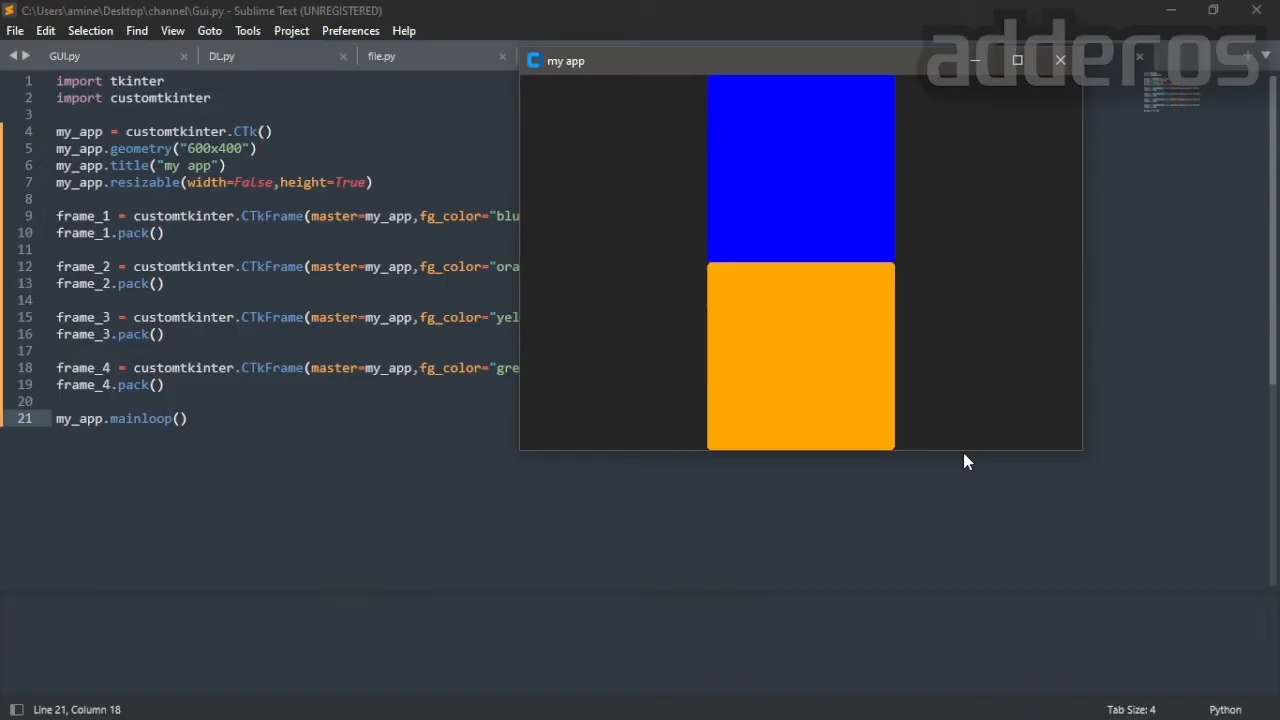 C:\Users\amine\Desktop\channel\Gui.py - Sublime Text (UNREGISTERED)
File Edit Selection Find View Goto Tools Project Preferences Help
GUI.py DL.py file.py
my app
adderos
1 import tkinter
2 import customtkinter
3
4 my_app = customtkinter.CTk()
5 my_app.geometry("600x400")
6 my_app.title("my app")
7 my_app.resizable(width=False,height=True)
8
9 frame_1 = customtkinter.CTkFrame(master=my_app,fg_color="blu
10 frame_1.pack()
11
12 frame_2 = customtkinter.CTkFrame(master=my_app,fg_color="ora
13 frame_2.pack()
14
15 frame_3 = customtkinter.CTkFrame(master=my_app,fg_color="yel
16 frame_3.pack()
17
18 frame_4 = customtkinter.CTkFrame(master=my_app,fg_color="gre
19 frame_4.pack()
20
21 my_app.mainloop()
Line 21, Column 18
Tab Size: 4
Python